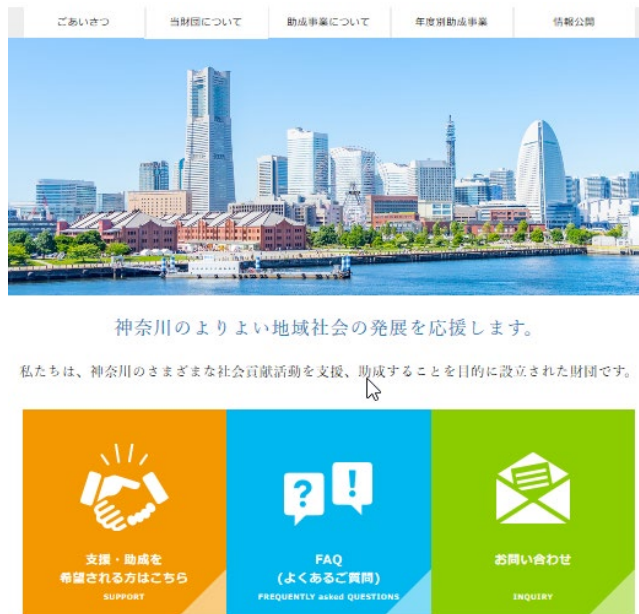 ごあいさつ
当財団について
助成事業について
年度別助成事業
情報公開
神奈川のよりよい地域社会の発展を応援します。
私たちは、神奈川のさまざまな社会貢献活動を支援、助成することを目的に設立された財団です。
支援・助成を
希望される方はこちら
SUPPORT
FAQ
(よくあるご質問)
FREQUENTLY asked QUESTIONS
お問い合わせ
INQUIRY